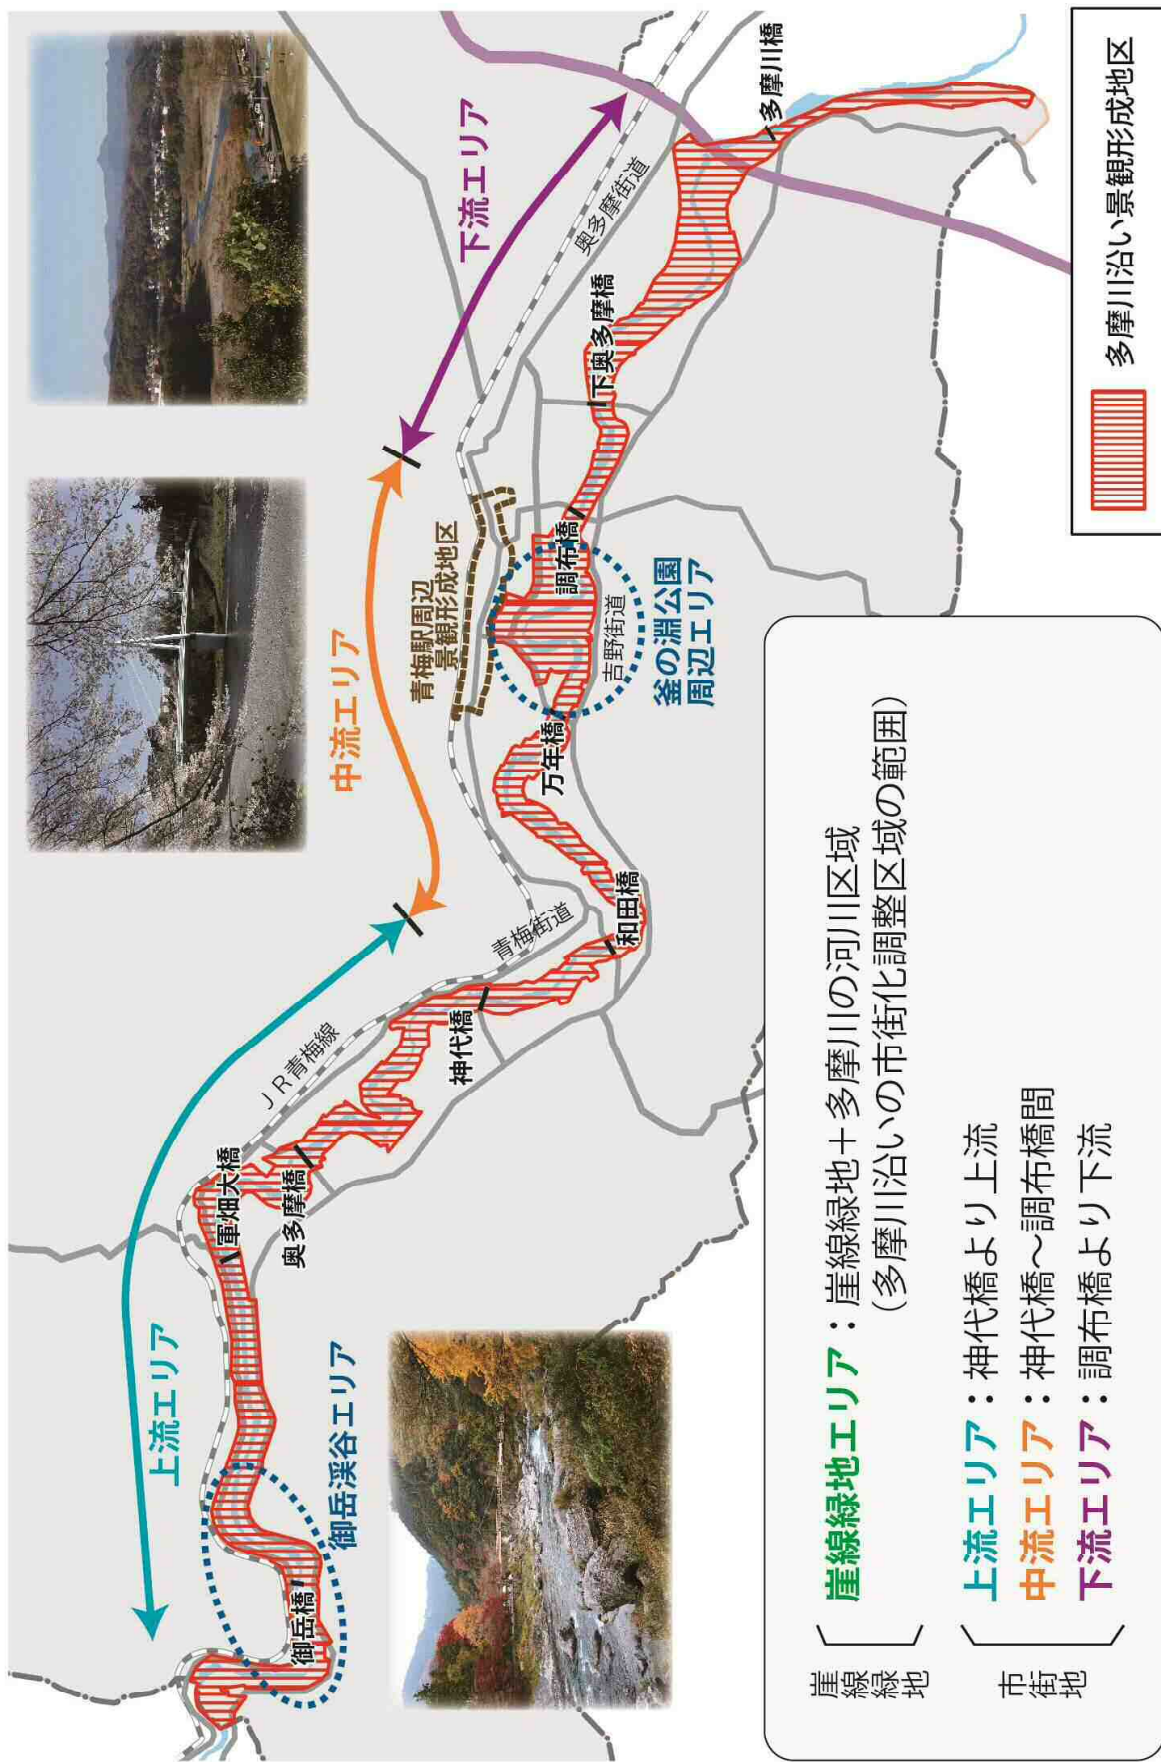 上流エリア
中流エリア
下流エリア
JR青梅線
青梅街道
奥多摩街道
吉野街道
青梅駅周辺
景観形成地区
御岳橋
軍畑大橋
奥多摩橋
神代橋
和田橋
万年橋
調布橋
下奥多摩橋
多摩川橋
御岳渓谷エリア
釜の淵公園
周辺エリア
崖線
緑地
崖線緑地エリア：崖線緑地＋多摩川の河川区域
（多摩川沿いの市街化調整区域の範囲）
市街地
上流エリア：神代橋より上流
中流エリア：神代橋～調布橋間
下流エリア：調布橋より下流
多摩川沿い景観形成地区